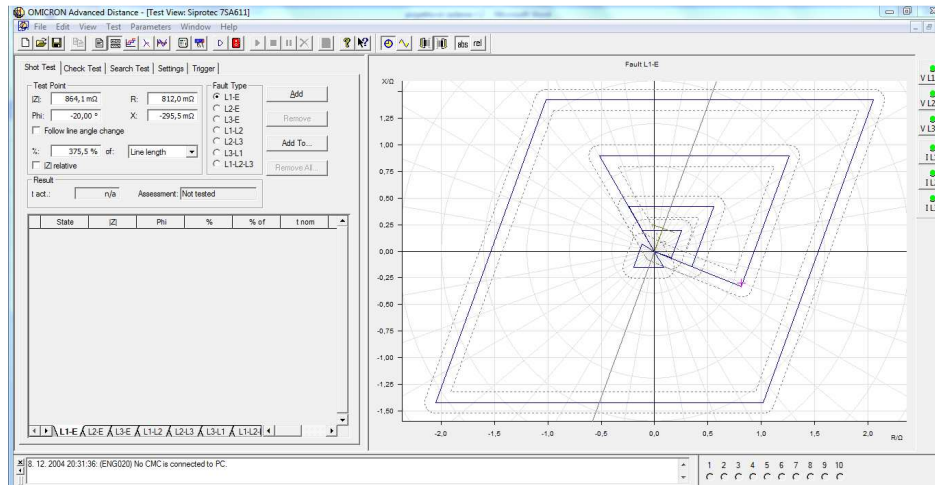 OMICRON Advanced Distance - [Test View: Siprotec 7SA611]
File Edit View Test Parameters Window Help
abs rel
Shot Test Check Test Search Test Settings Trigger
Test Point
|Z|: 864,1 mΩ R: 812,0 mΩ
Phi: -20,00 ° X: -295,5 mΩ
Follow line angle change
%: 375,5 % of: Line length
|Z| relative
Fault Type
L1-E
L2-E
L3-E
L1-L2
L2-L3
L3-L1
L1-L2-L3
Add
Remove
Add To...
Remove All...
Result
t act.: n/a Assessment: Not tested
State |Z| Phi % % of t nom
L1-E L2-E L3-E L1-L2 L2-L3 L3-L1 L1-L2-
Fault L1-E
X/Ω
1,50
1,25
1,00
0,75
0,50
0,25
0,00
-0,25
-0,50
-0,75
-1,00
-1,25
-1,50
-2,0 -1,5 -1,0 -0,5 0,0 0,5 1,0 1,5 2,0 R/Ω
V L1
V L2
V L3
I L1
I L
I L
8. 12. 2004 20:31:36: (ENG020) No CMC is connected to PC.
1 2 3 4 5 6 7 8 9 10